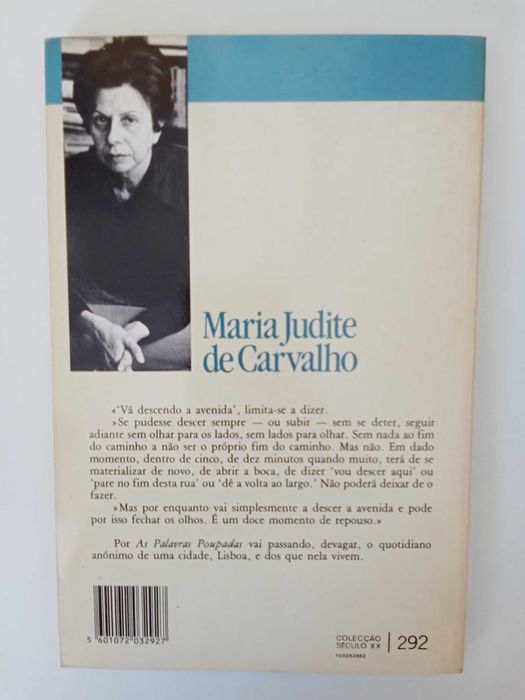 Maria Judite
de Carvalho
«‘Vá descendo a avenida’, limita-se a dizer.
»Se pudesse descer sempre — ou subir — sem se deter, seguir
adiante sem olhar para os lados, sem lados para olhar. Sem nada ao fim
do caminho a não ser o próprio fim do caminho. Mas não. Em dado
momento, dentro de cinco, de dez minutos quando muito, terá de se
materializar de novo, de abrir a boca, de dizer ‘vou descer aqui’ ou
‘pare no fim desta rua’ ou ‘dê a volta ao largo.’ Não poderá deixar de o
fazer.
»Mas por enquanto vai simplesmente a descer a avenida e pode
por isso fechar os olhos. É um doce momento de repouso.»
Por As Palavras Poupadas vai passando, devagar, o quotidiano
anónimo de uma cidade, Lisboa, e dos que nela vivem.
5 601072 032927
COLECÇÃO
SÉCULO XX
292
103292882